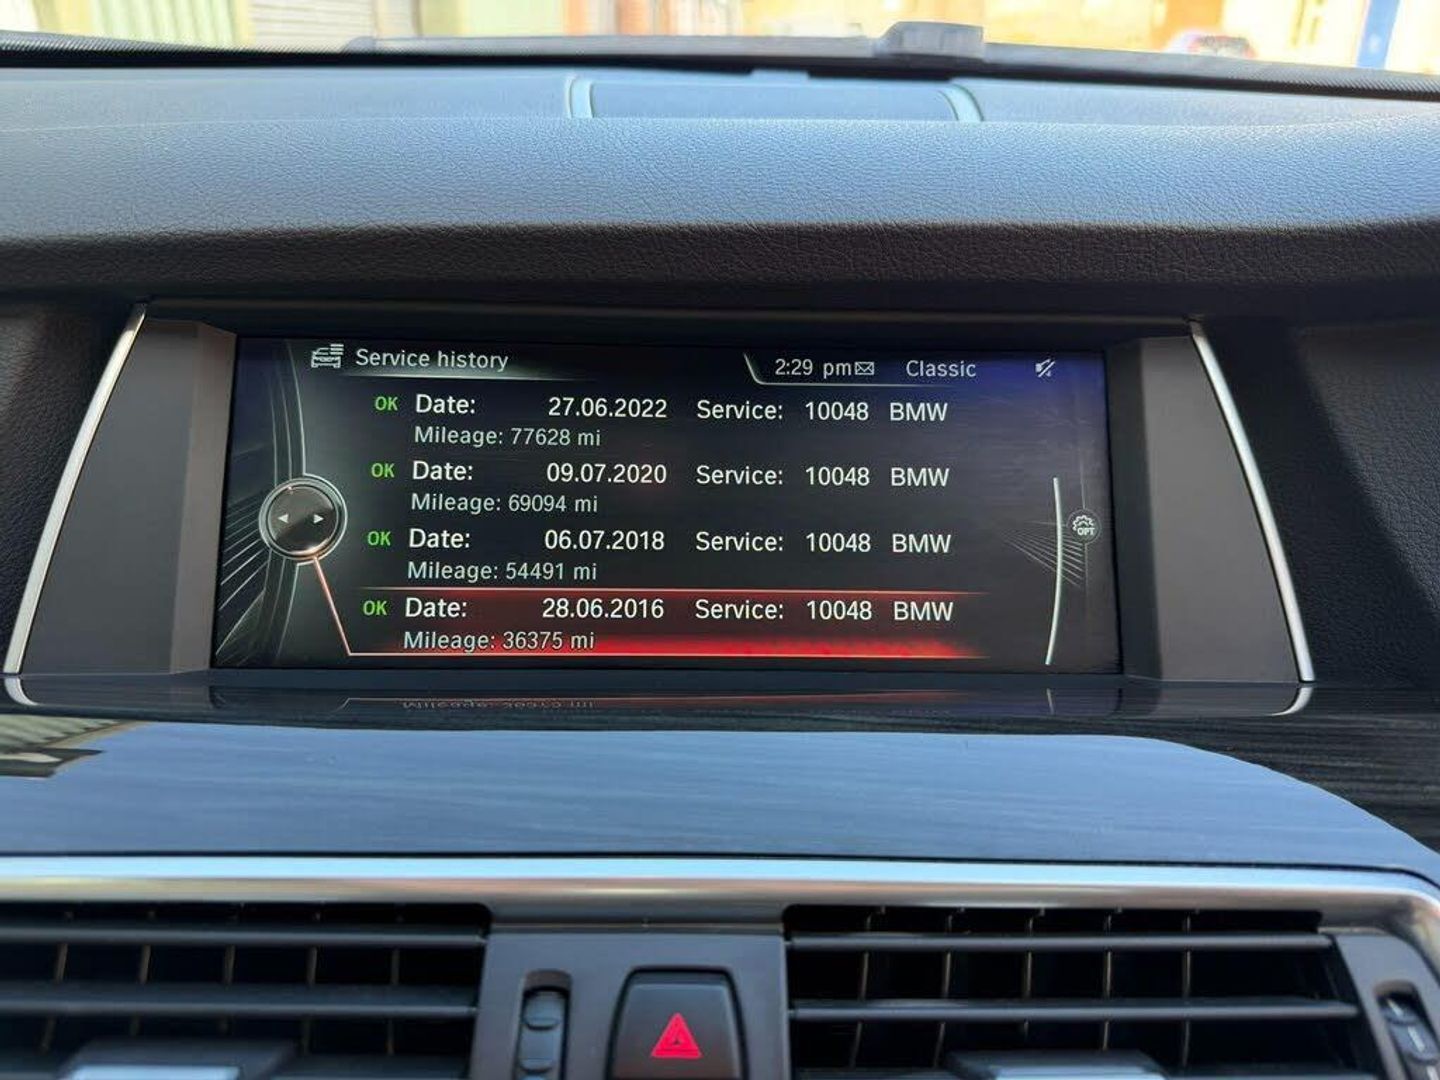 Service history 2:29 pm Classic
OK Date: 27.06.2022 Service: 10048 BMW
Mileage: 77628 mi
OK Date: 09.07.2020 Service: 10048 BMW
Mileage: 69094 mi
OK Date: 06.07.2018 Service: 10048 BMW
Mileage: 54491 mi
OK Date: 28.06.2016 Service: 10048 BMW
Mileage: 36375 mi
OPT